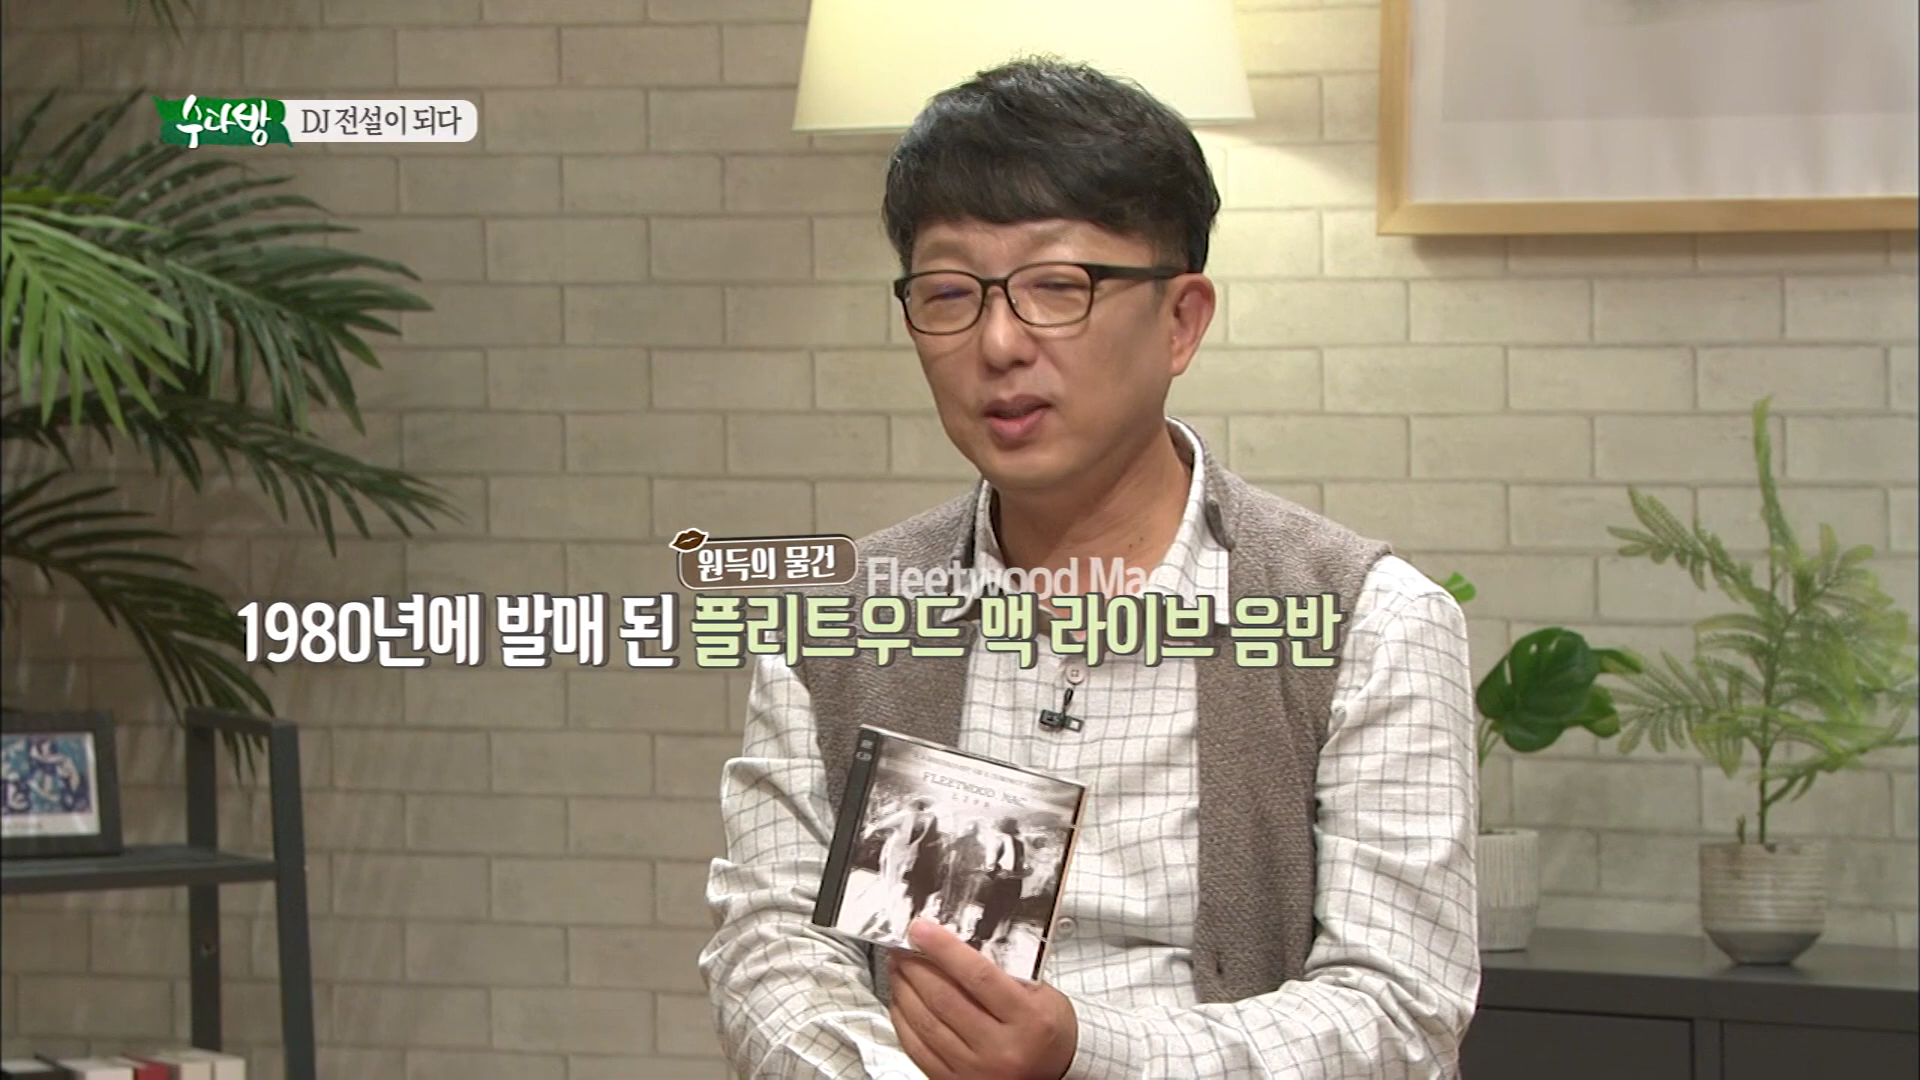 수다방 DJ 전설이 되다
원득의 물건
Fleetwood Mac
1980년에 발매 된 플리트우드 맥 라이브 음반
FLEETWOOD MAC
LIVE